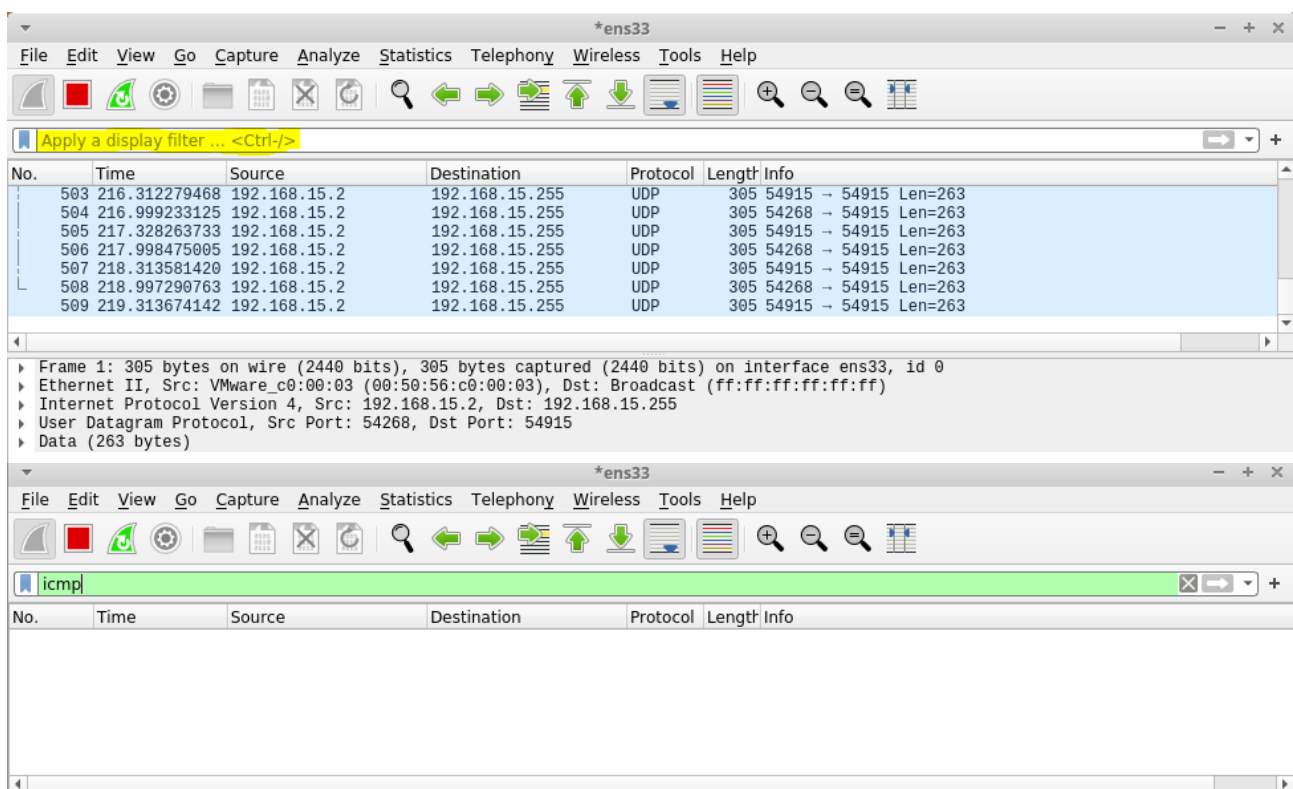 *ens33
File Edit View Go Capture Analyze Statistics Telephony Wireless Tools Help
Apply a display filter ... <Ctrl-/>
No. Time Source Destination Protocol Length Info
503 216.312279468 192.168.15.2 192.168.15.255 UDP 305 54915 → 54915 Len=263
504 216.999233125 192.168.15.2 192.168.15.255 UDP 305 54268 → 54915 Len=263
505 217.328263733 192.168.15.2 192.168.15.255 UDP 305 54915 → 54915 Len=263
506 217.998475005 192.168.15.2 192.168.15.255 UDP 305 54268 → 54915 Len=263
507 218.313581420 192.168.15.2 192.168.15.255 UDP 305 54915 → 54915 Len=263
508 218.997290763 192.168.15.2 192.168.15.255 UDP 305 54268 → 54915 Len=263
509 219.313674142 192.168.15.2 192.168.15.255 UDP 305 54915 → 54915 Len=263
Frame 1: 305 bytes on wire (2440 bits), 305 bytes captured (2440 bits) on interface ens33, id 0
Ethernet II, Src: VMware_c0:00:03 (00:50:56:c0:00:03), Dst: Broadcast (ff:ff:ff:ff:ff:ff)
Internet Protocol Version 4, Src: 192.168.15.2, Dst: 192.168.15.255
User Datagram Protocol, Src Port: 54268, Dst Port: 54915
Data (263 bytes)
*ens33
File Edit View Go Capture Analyze Statistics Telephony Wireless Tools Help
icmp
No. Time Source Destination Protocol Length Info